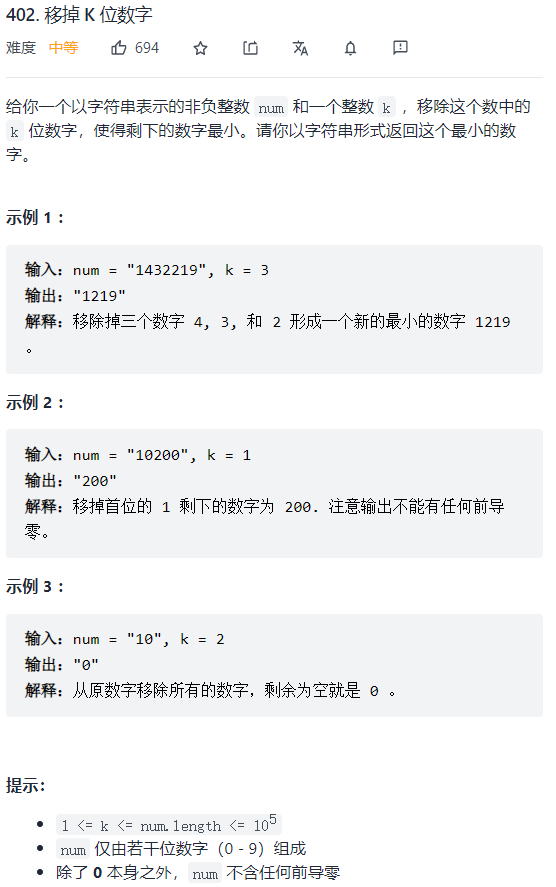 402. 移掉 K 位数字
难度 中等 694
给你一个以字符串表示的非负整数 num 和一个整数 k ，移除这个数中的
k 位数字，使得剩下的数字最小。请你以字符串形式返回这个最小的数
字。
示例 1 ：
输入：num = "1432219", k = 3
输出："1219"
解释：移除掉三个数字 4, 3, 和 2 形成一个新的最小的数字 1219
。
示例 2 ：
输入：num = "10200", k = 1
输出："200"
解释：移掉首位的 1 剩下的数字为 200. 注意输出不能有任何前导
零。
示例 3 ：
输入：num = "10", k = 2
输出："0"
解释：从原数字移除所有的数字，剩余为空就是 0 。
提示：
• 1 <= k <= num.length <= 10⁵
• num 仅由若干位数字（0 - 9）组成
• 除了 0 本身之外，num 不含任何前导零